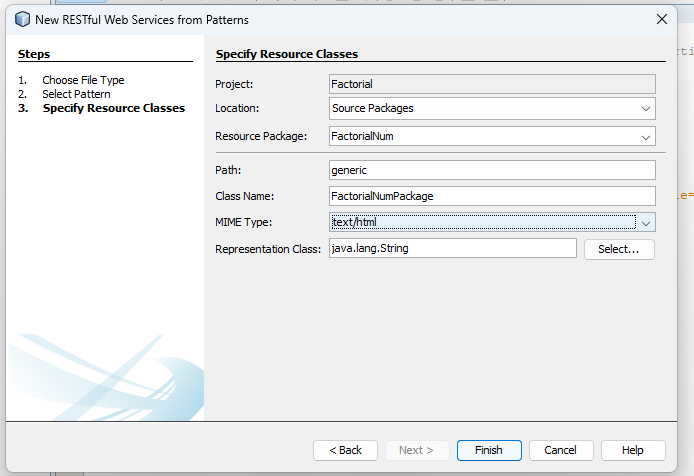 New RESTful Web Services from Patterns
Steps
1. Choose File Type
2. Select Pattern
3. Specify Resource Classes
Specify Resource Classes
Project: Factorial
Location: Source Packages
Resource Package: FactorialNum
Path: generic
Class Name: FactorialNumPackage
MIME Type: text/html
Representation Class: java.lang.String Select...
< Back Next > Finish Cancel Help